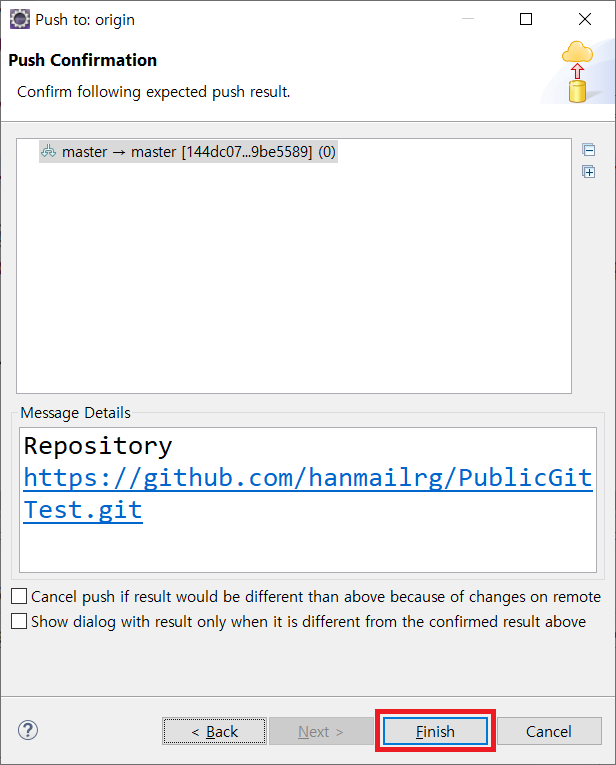 Push to: origin
Push Confirmation
Confirm following expected push result.
master → master [144dc07...9be5589] (0)
Message Details
Repository
https://github.com/hanmailrg/PublicGit
Test.git
Cancel push if result would be different than above because of changes on remote
Show dialog with result only when it is different from the confirmed result above
? < Back Next > Finish Cancel